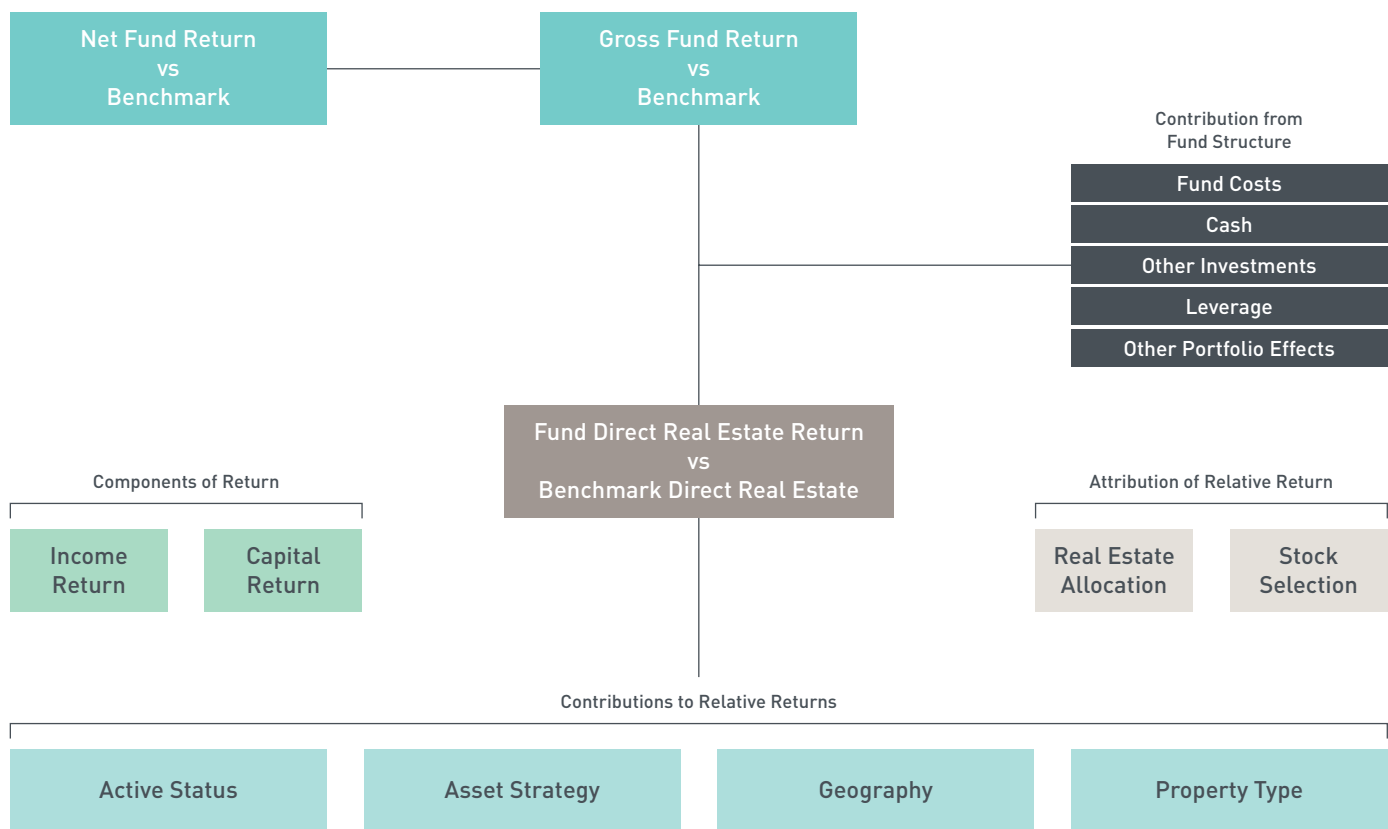 Net Fund Return
vs
Benchmark
Gross Fund Return
vs
Benchmark
Contribution from
Fund Structure
Fund Costs
Cash
Other Investments
Leverage
Other Portfolio Effects
Fund Direct Real Estate Return
vs
Benchmark Direct Real Estate
Components of Return
Income
Return
Capital
Return
Attribution of Relative Return
Real Estate
Allocation
Stock
Selection
Contributions to Relative Returns
Active Status
Asset Strategy
Geography
Property Type